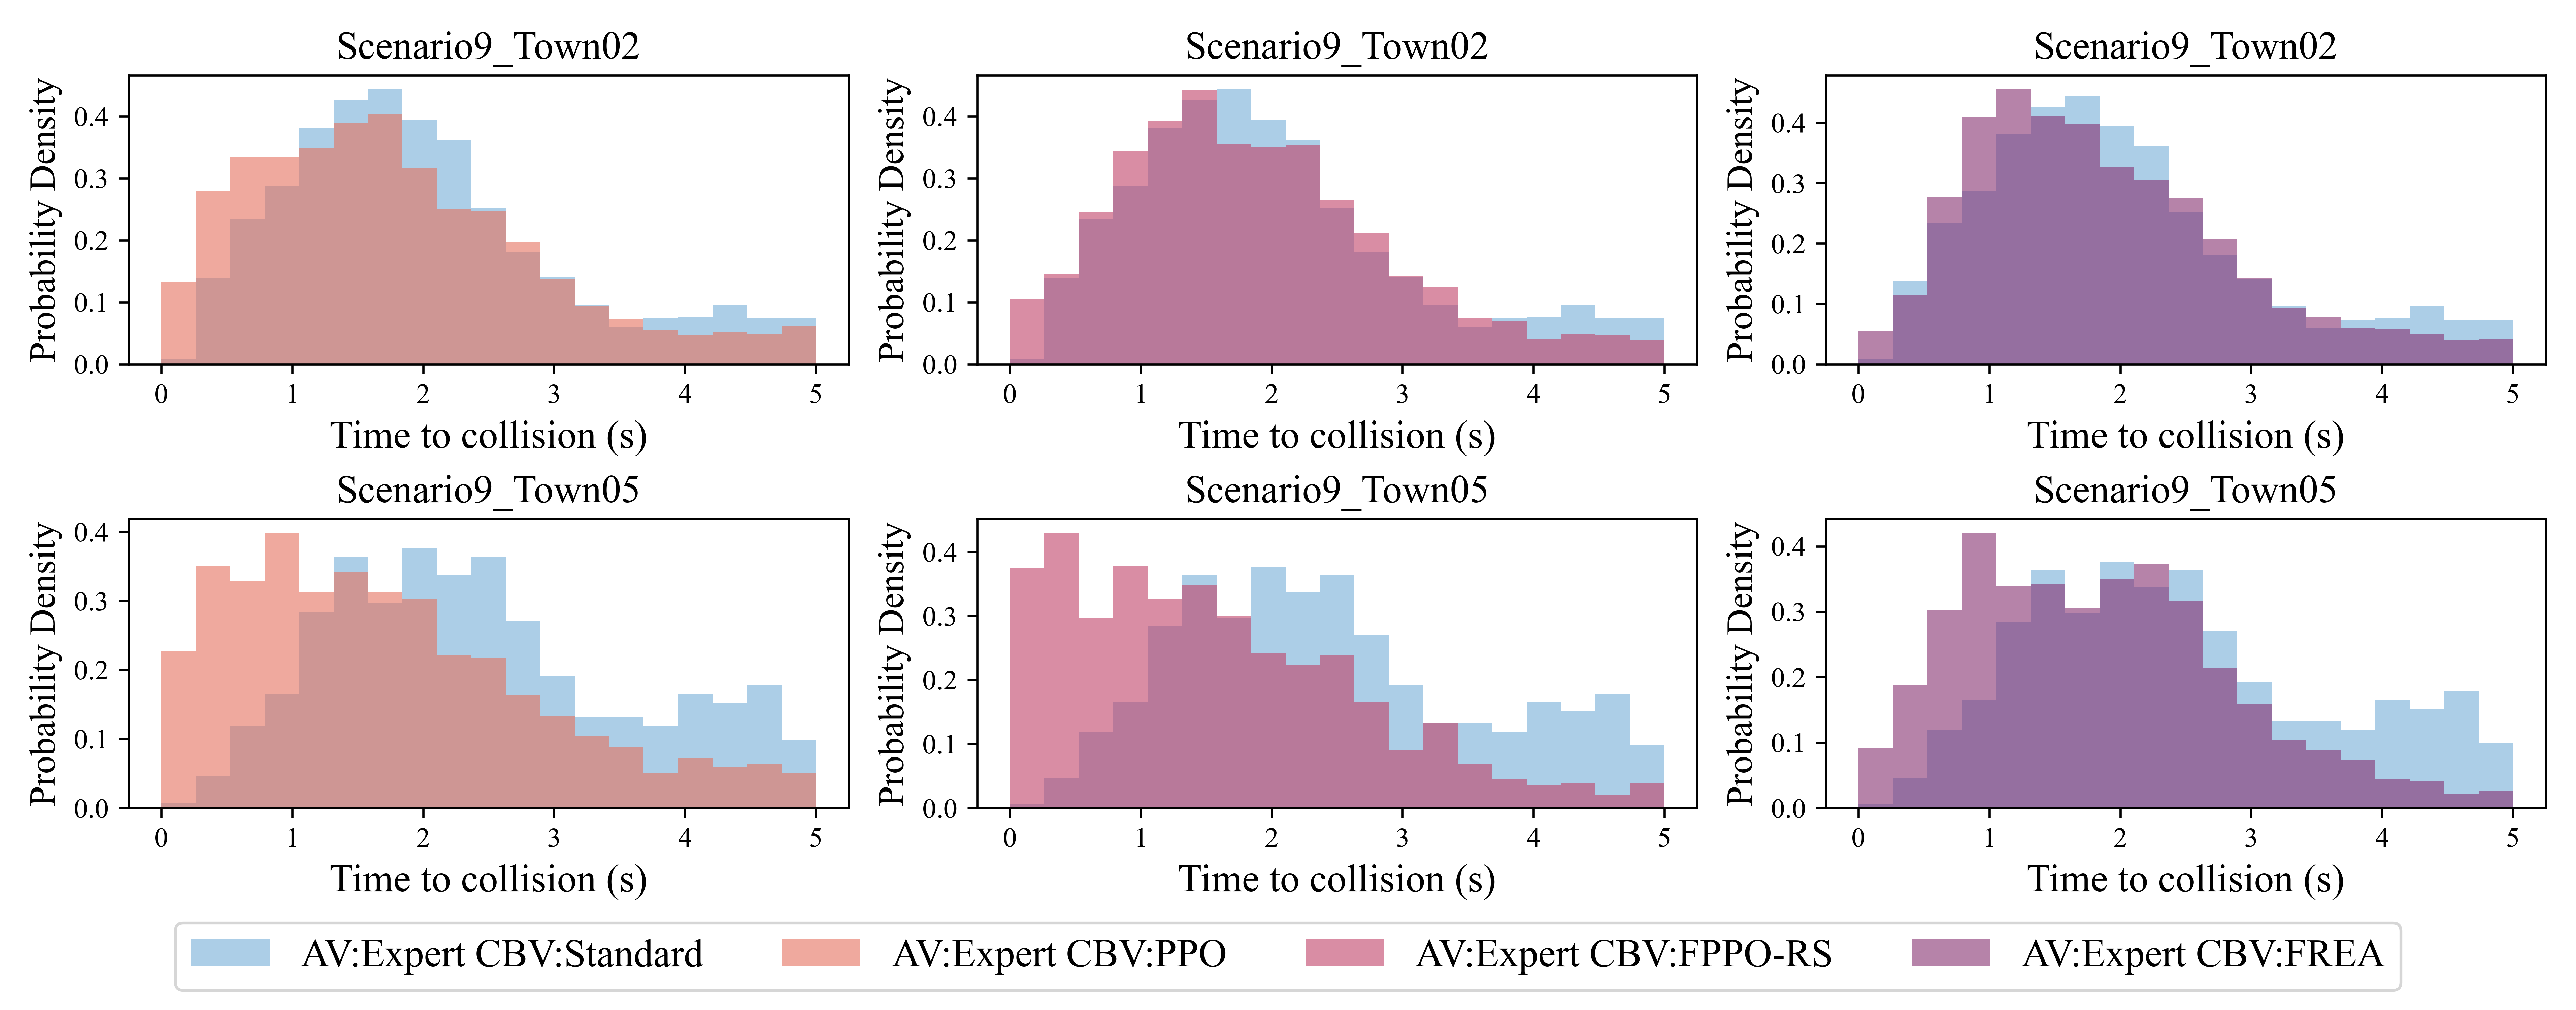 Scenario9_Town02 Scenario9_Town02 Scenario9_Town02
Probability Density Probability Density Probability Density
0.4 0.4 0.4
0.3 0.3 0.3
0.2 0.2 0.2
0.1 0.1 0.1
0.0 0.0 0.0
0 1 2 3 4 5 0 1 2 3 4 5 0 1 2 3 4 5
Time to collision (s) Time to collision (s) Time to collision (s)
Scenario9_Town05 Scenario9_Town05 Scenario9_Town05
Probability Density Probability Density Probability Density
0.4 0.4 0.4
0.3 0.3 0.3
0.2 0.2 0.2
0.1 0.1 0.1
0.0 0.0 0.0
0 1 2 3 4 5 0 1 2 3 4 5 0 1 2 3 4 5
Time to collision (s) Time to collision (s) Time to collision (s)
AV:Expert CBV:Standard AV:Expert CBV:PPO AV:Expert CBV:FPPO-RS AV:Expert CBV:FREA